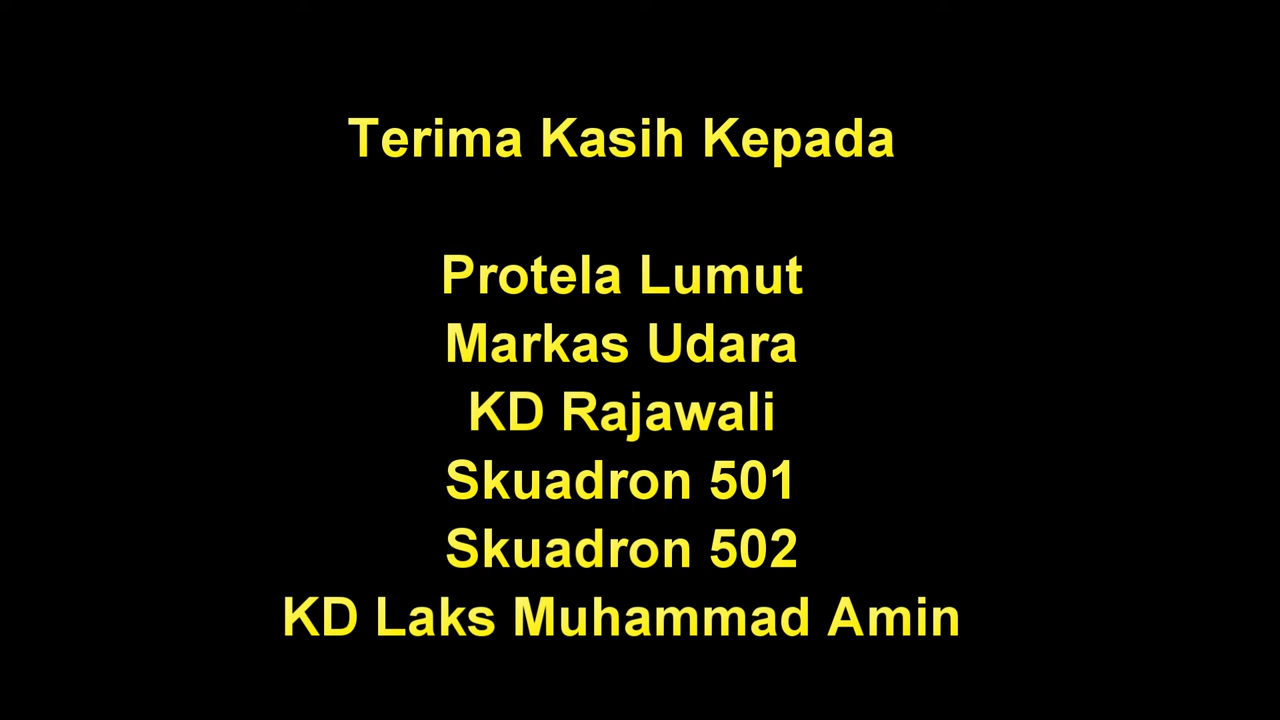 Terima Kasih Kepada
Protela Lumut
Markas Udara
KD Rajawali
Skuadron 501
Skuadron 502
KD Laks Muhammad Amin